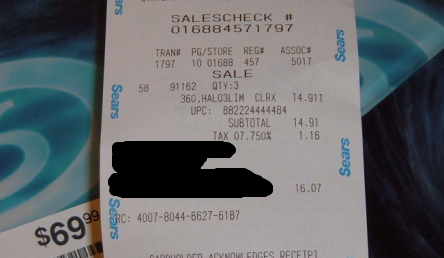 SALESCHECK #
016884571797
TRAN# PG/STORE REG# ASSOC#
1797 10 01688 457 5017
SALE
58 91162 QTY:3
360,HALO3LIM CLRX 14.91T
UPC: 882224444484
SUBTOTAL 14.91
TAX 07.750% 1.16
16.07
RC: 4007-8044-6627-6187
CARDHOLDER ACKNOWLEDGES RECEIPT
Sears
Sears
Sears
Sears
Sears
$69.99